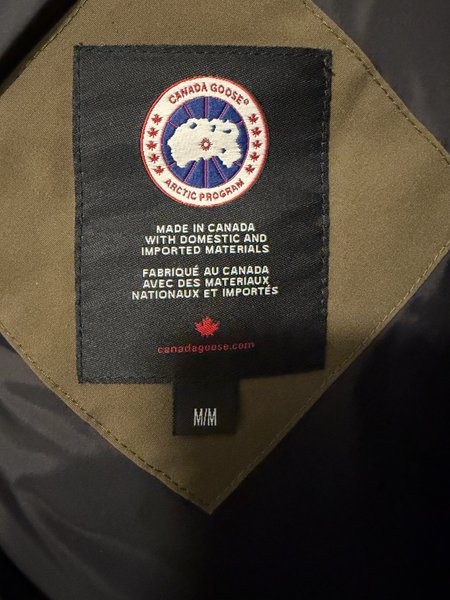 CANADA GOOSE®
ARCTIC PROGRAM
MADE IN CANADA
WITH DOMESTIC AND
IMPORTED MATERIALS
FABRIQUÉ AU CANADA
AVEC DES MATERIAUX
NATIONAUX ET IMPORTÉS
canadagoose.com
M/M